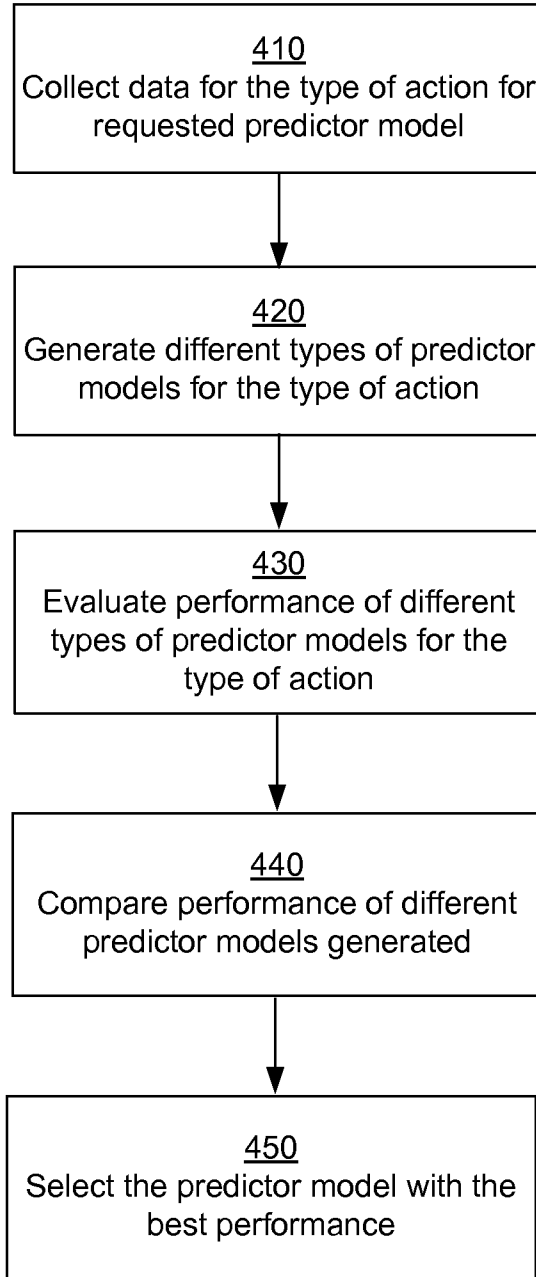 410
Collect data for the type of action for
requested predictor model
420
Generate different types of predictor
models for the type of action
430
Evaluate performance of different
types of predictor models for the
type of action
440
Compare performance of different
predictor models generated
450
Select the predictor model with the
best performance